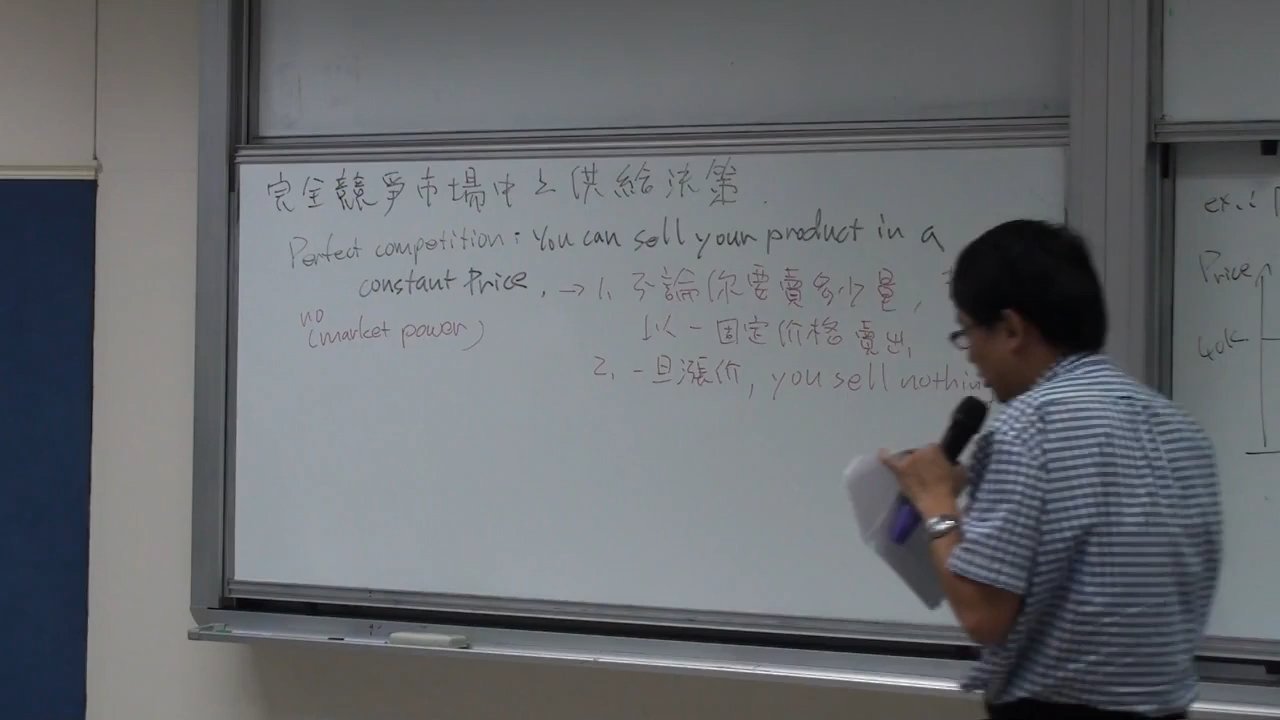 完全競爭市場中之供給決策.
Perfect competition: You can sell your product in a
constant Price. → 1. 不論你要賣多少量,
no
(market power)
以一固定价格賣出,
2. 一旦漲价, you sell nothin
ex.:
Price
40k